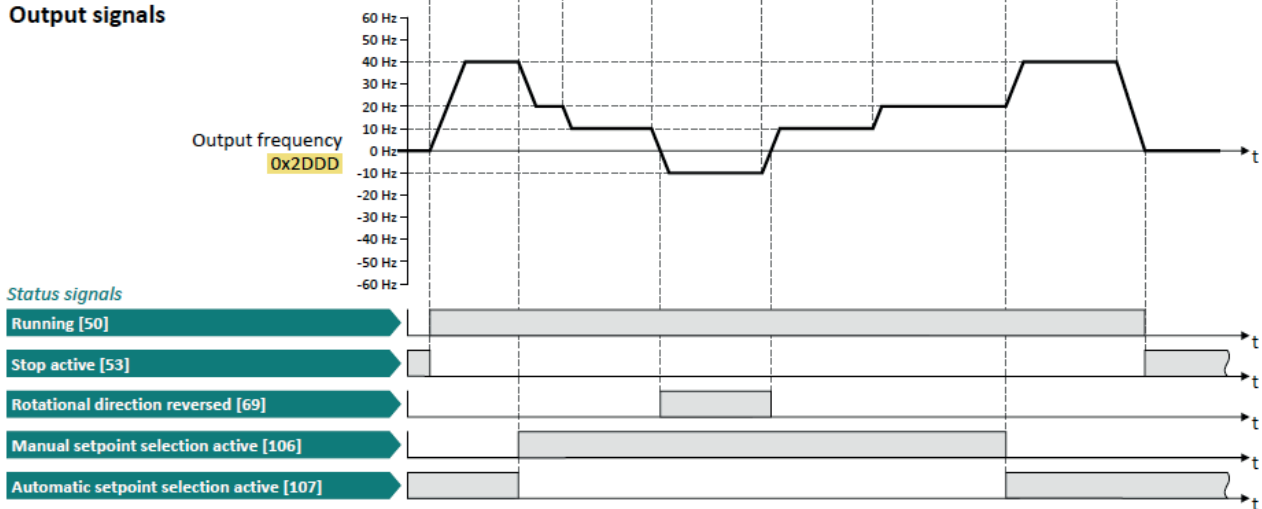 Output signals
60 Hz
50 Hz
40 Hz
30 Hz
20 Hz
10 Hz
0 Hz
-10 Hz
-20 Hz
-30 Hz
-40 Hz
-50 Hz
-60 Hz
Output frequency
0x2DDD
t
Status signals
Running [50]
t
Stop active [53]
t
Rotational direction reversed [69]
t
Manual setpoint selection active [106]
t
Automatic setpoint selection active [107]
t